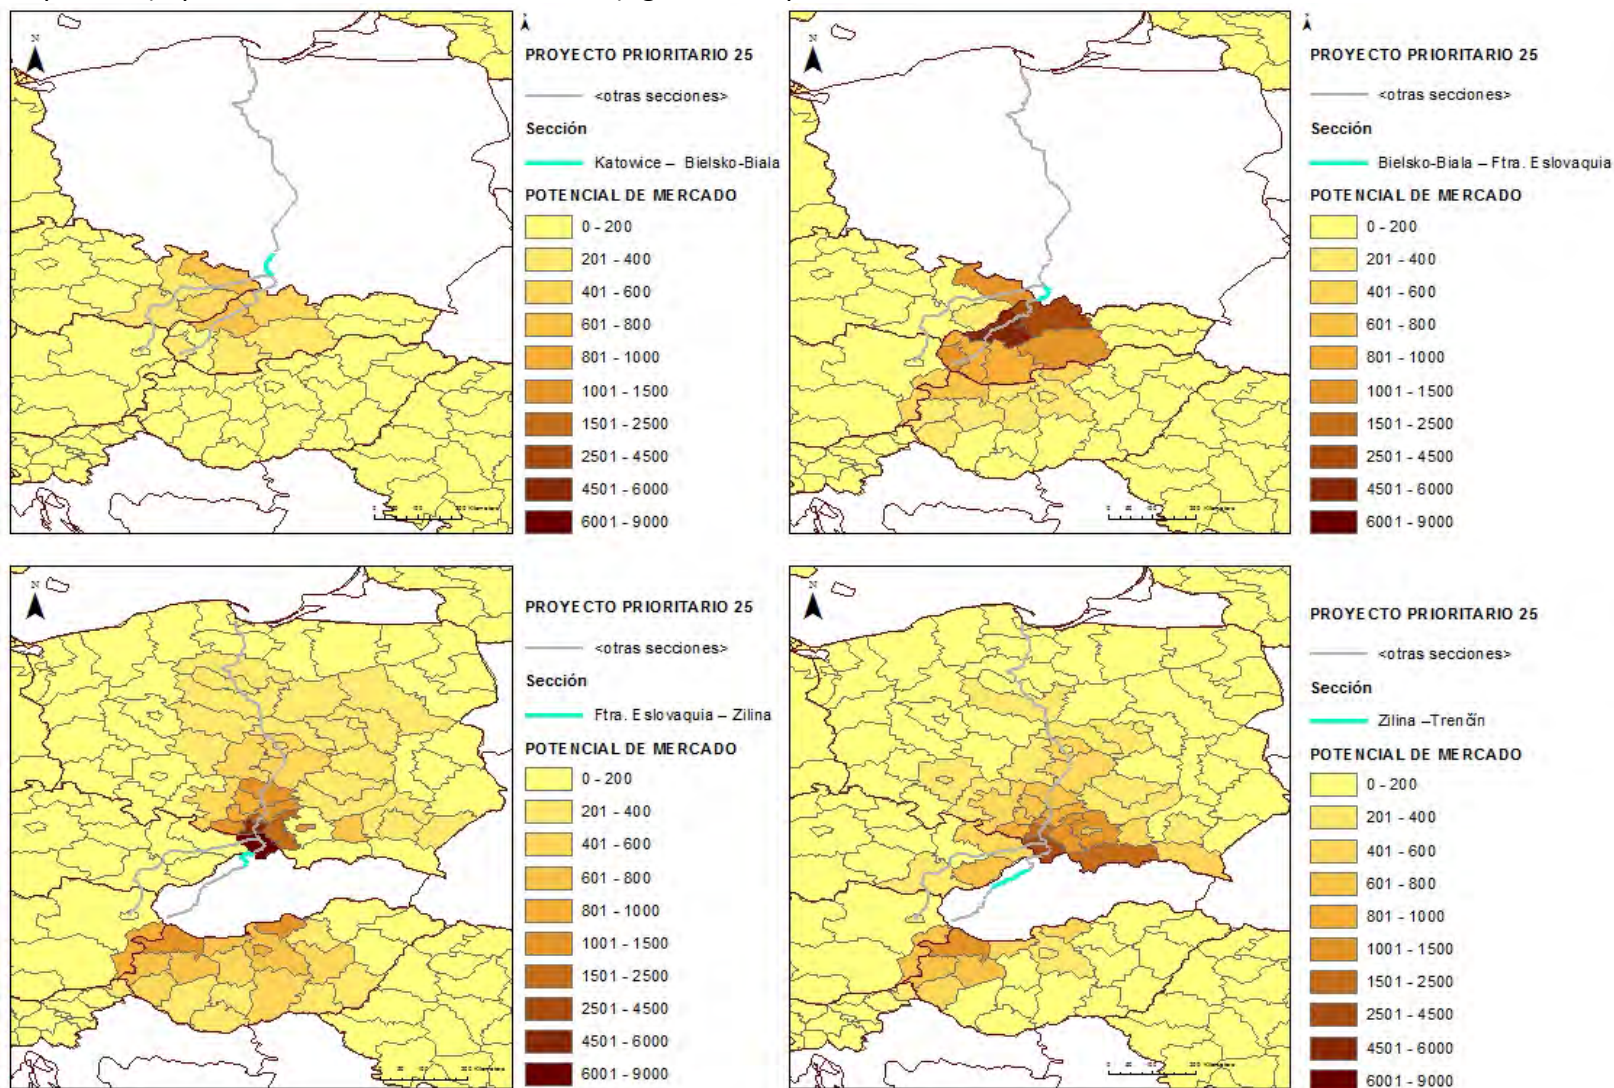 N
PROYECTO PRIORITARIO 25
<otras secciones>
Sección
Katowice – Bielsko-Biala
POTENCIAL DE MERCADO
0 - 200
201 - 400
401 - 600
601 - 800
801 - 1000
1001 - 1500
1501 - 2500
2501 - 4500
4501 - 6000
6001 - 9000
N
PROYECTO PRIORITARIO 25
<otras secciones>
Sección
Bielsko-Biala – Ftra. Eslovaquia
POTENCIAL DE MERCADO
0 - 200
201 - 400
401 - 600
601 - 800
801 - 1000
1001 - 1500
1501 - 2500
2501 - 4500
4501 - 6000
6001 - 9000
N
PROYECTO PRIORITARIO 25
<otras secciones>
Sección
Ftra. Eslovaquia – Zilina
POTENCIAL DE MERCADO
0 - 200
201 - 400
401 - 600
601 - 800
801 - 1000
1001 - 1500
1501 - 2500
2501 - 4500
4501 - 6000
6001 - 9000
N
PROYECTO PRIORITARIO 25
<otras secciones>
Sección
Zilina –Trenčín
POTENCIAL DE MERCADO
0 - 200
201 - 400
401 - 600
601 - 800
801 - 1000
1001 - 1500
1501 - 2500
2501 - 4500
4501 - 6000
6001 - 9000